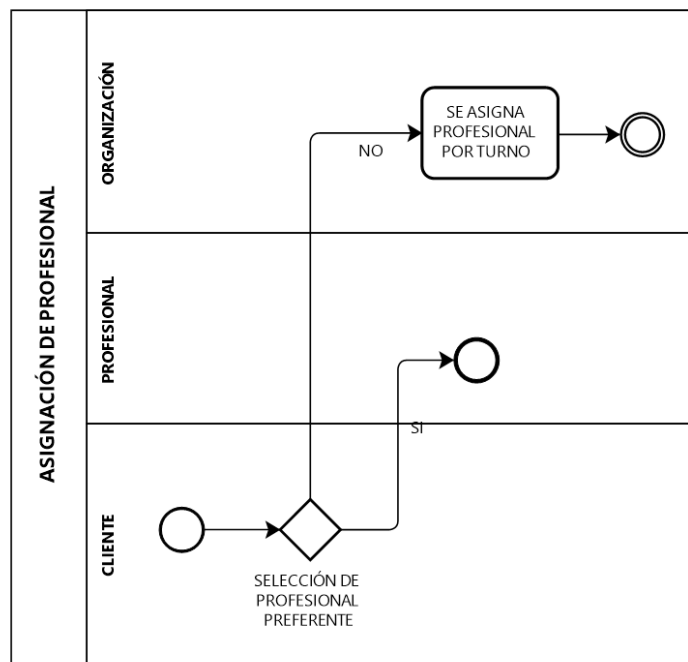 ASIGNACIÓN DE PROFESIONAL
ORGANIZACIÓN
SE ASIGNA
PROFESIONAL
POR TURNO
NO
PROFESIONAL
SI
CLIENTE
SELECCIÓN DE
PROFESIONAL
PREFERENTE